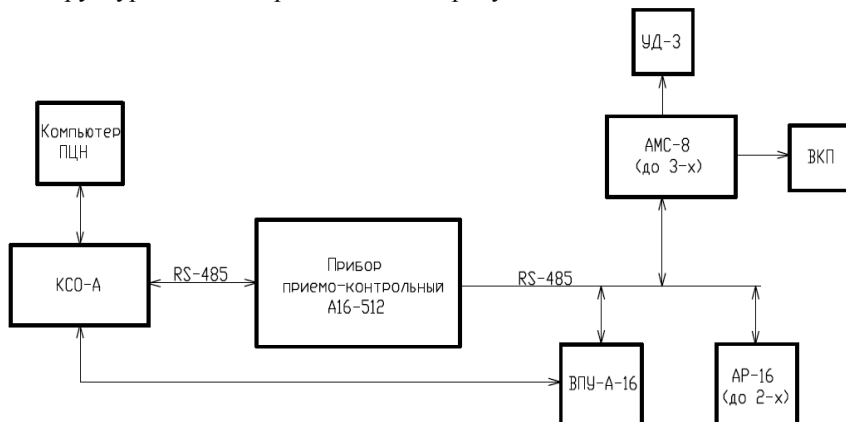 УД-3
Компьютер
ПЦН
АМС-8
(до 3-х)
ВКП
КСО-А
RS-485
Прибор
приемо-контрольный
А16-512
RS-485
ВПУ-А-16
АР-16
(до 2-х)